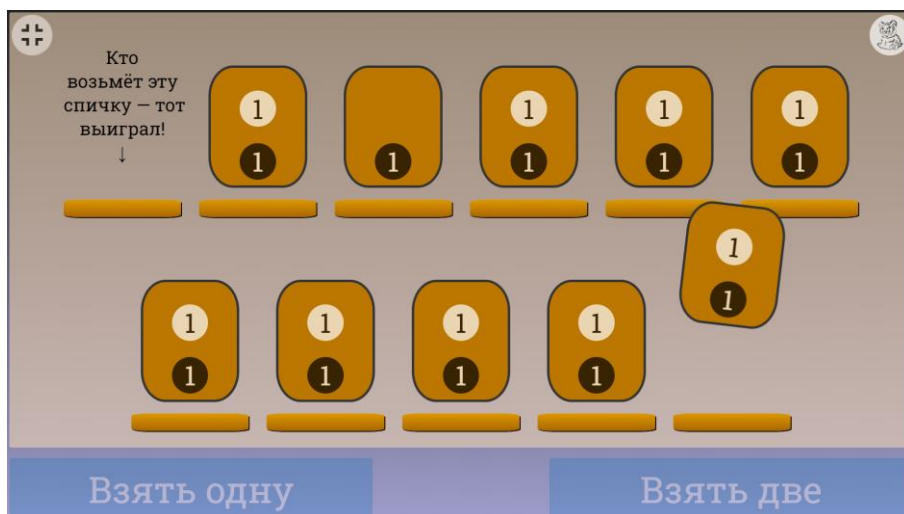 Кто
возьмёт эту
спичку — тот
выиграл!
↓
1 1 1 1
1 1 1 1 1
1
1
1 1 1 1
1 1 1 1
Взять одну Взять две